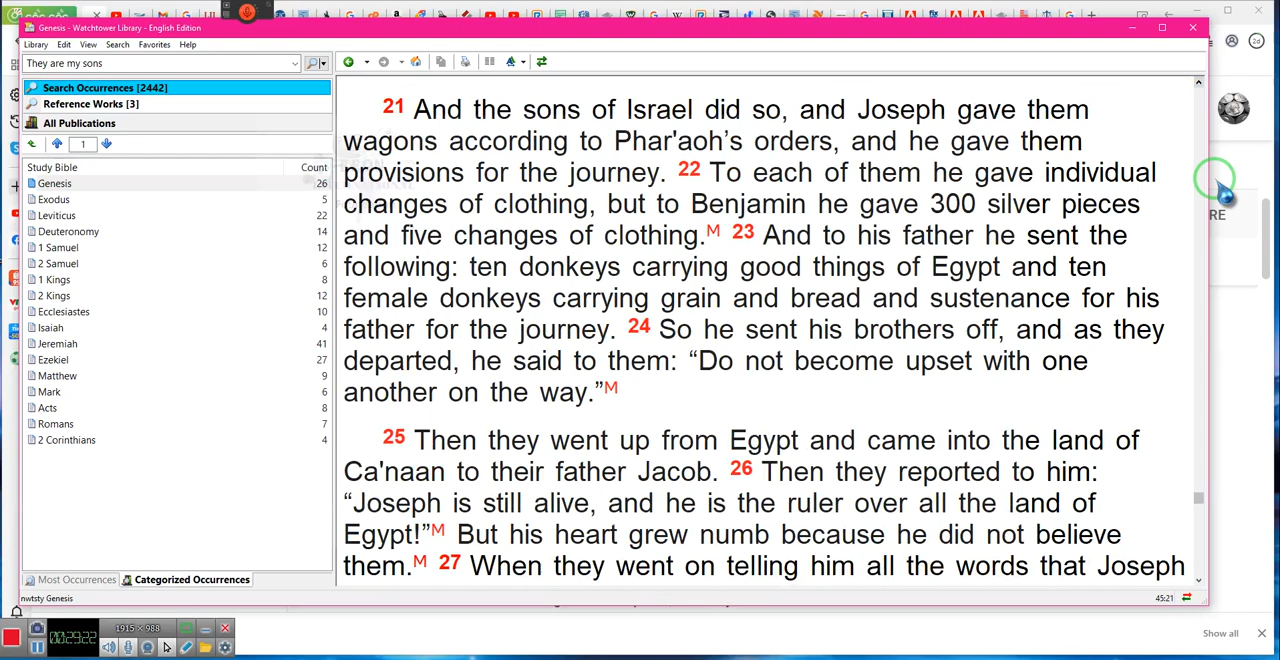 Genesis - Watchtower Library - English Edition
Library Edit View Search Favorites Help
They are my sons
Search Occurrences [2442]
Reference Works [3]
All Publications
1
Study Bible Count
Genesis 26
Exodus 5
Leviticus 22
Deuteronomy 14
1 Samuel 12
2 Samuel 6
1 Kings 8
2 Kings 12
Ecclesiastes 10
Isaiah 4
Jeremiah 41
Ezekiel 27
Matthew 9
Mark 6
Acts 8
Romans 7
2 Corinthians 4
Most Occurrences Categorized Occurrences
nwtsty Genesis
21 And the sons of Israel did so, and Joseph gave them
wagons according to Phar'aoh’s orders, and he gave them
provisions for the journey. 22 To each of them he gave individual
changes of clothing, but to Benjamin he gave 300 silver pieces
and five changes of clothing.M 23 And to his father he sent the
following: ten donkeys carrying good things of Egypt and ten
female donkeys carrying grain and bread and sustenance for his
father for the journey. 24 So he sent his brothers off, and as they
departed, he said to them: “Do not become upset with one
another on the way.”M
25 Then they went up from Egypt and came into the land of
Ca'naan to their father Jacob. 26 Then they reported to him:
“Joseph is still alive, and he is the ruler over all the land of
Egypt!”M But his heart grew numb because he did not believe
them.M 27 When they went on telling him all the words that Joseph
45:21
2d
RE
1915 × 988
00:29:22
Show all